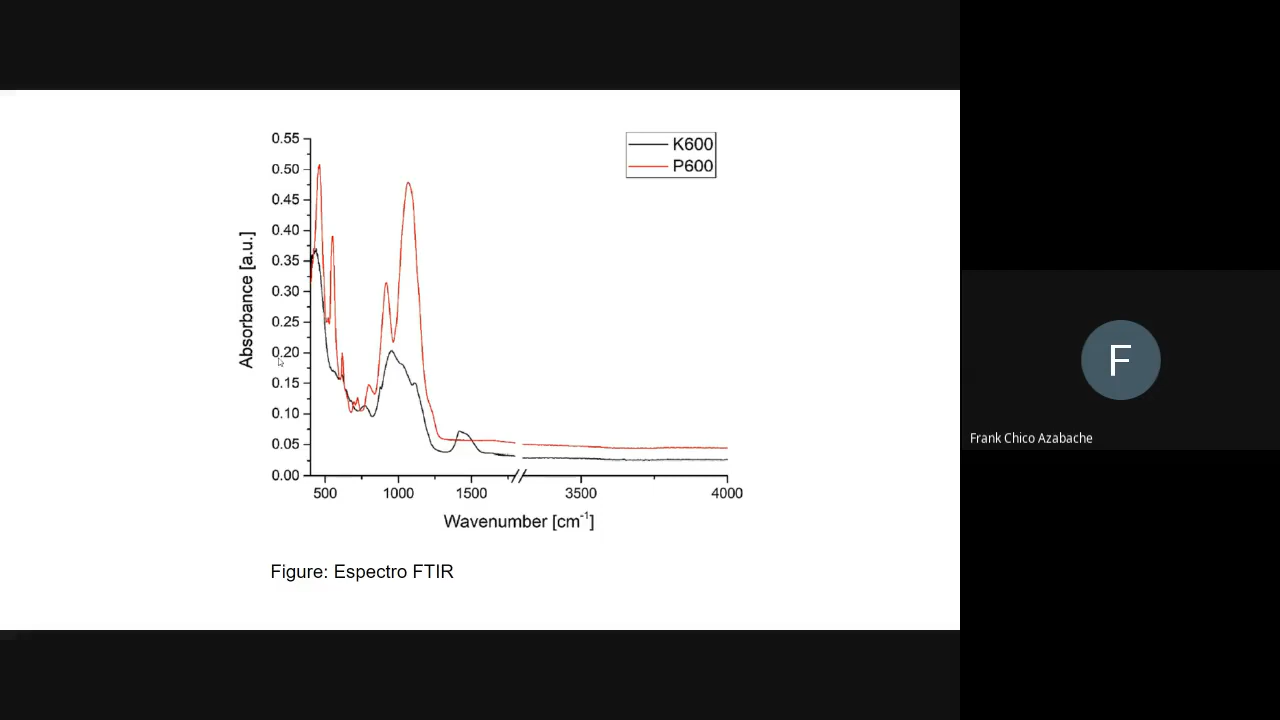 K600
P600
0.55
0.50
0.45
0.40
0.35
0.30
0.25
0.20
0.15
0.10
0.05
0.00
Absorbance [a.u.]
500 1000 1500 3500 4000
Wavenumber [cm⁻¹]
Figure: Espectro FTIR
F
Frank Chico Azabache